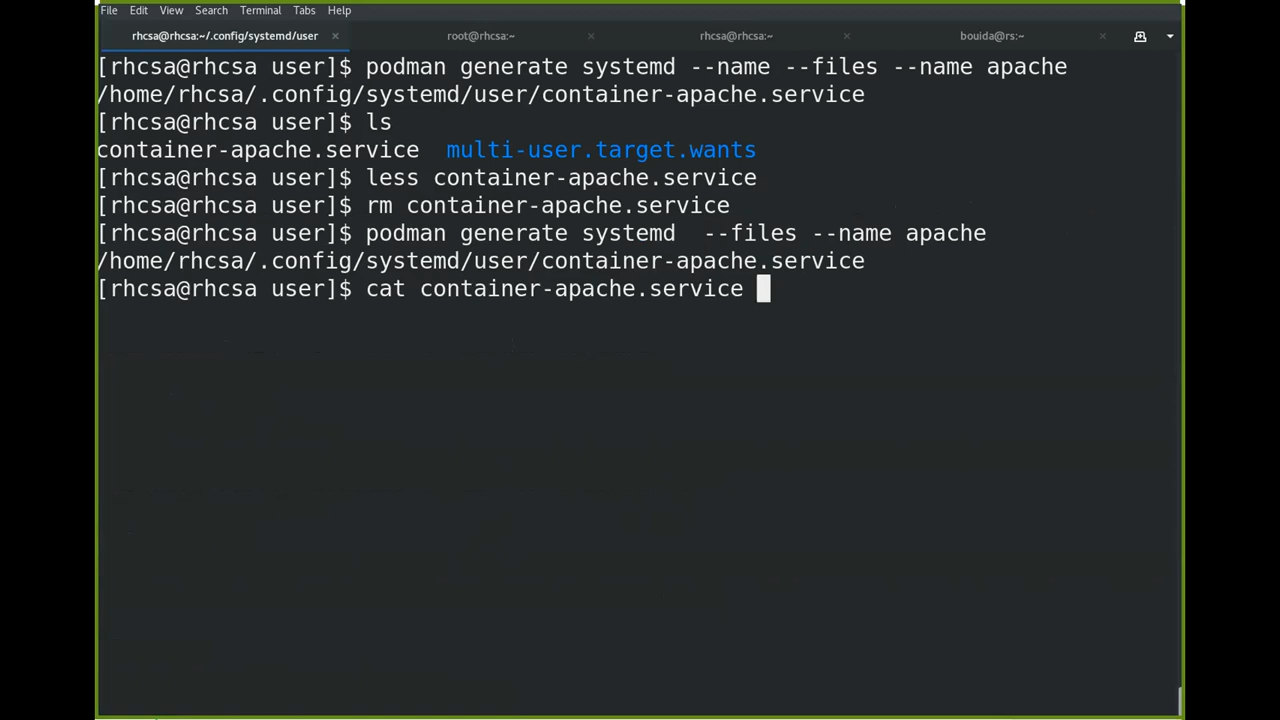 File Edit View Search Terminal Tabs Help
rhcsa@rhcsa:~/.config/systemd/user × root@rhcsa:~ × rhcsa@rhcsa:~ × bouida@rs:~ ×
[rhcsa@rhcsa user]$ podman generate systemd --name --files --name apache
/home/rhcsa/.config/systemd/user/container-apache.service
[rhcsa@rhcsa user]$ ls
container-apache.service  multi-user.target.wants
[rhcsa@rhcsa user]$ less container-apache.service
[rhcsa@rhcsa user]$ rm container-apache.service
[rhcsa@rhcsa user]$ podman generate systemd  --files --name apache
/home/rhcsa/.config/systemd/user/container-apache.service
[rhcsa@rhcsa user]$ cat container-apache.service